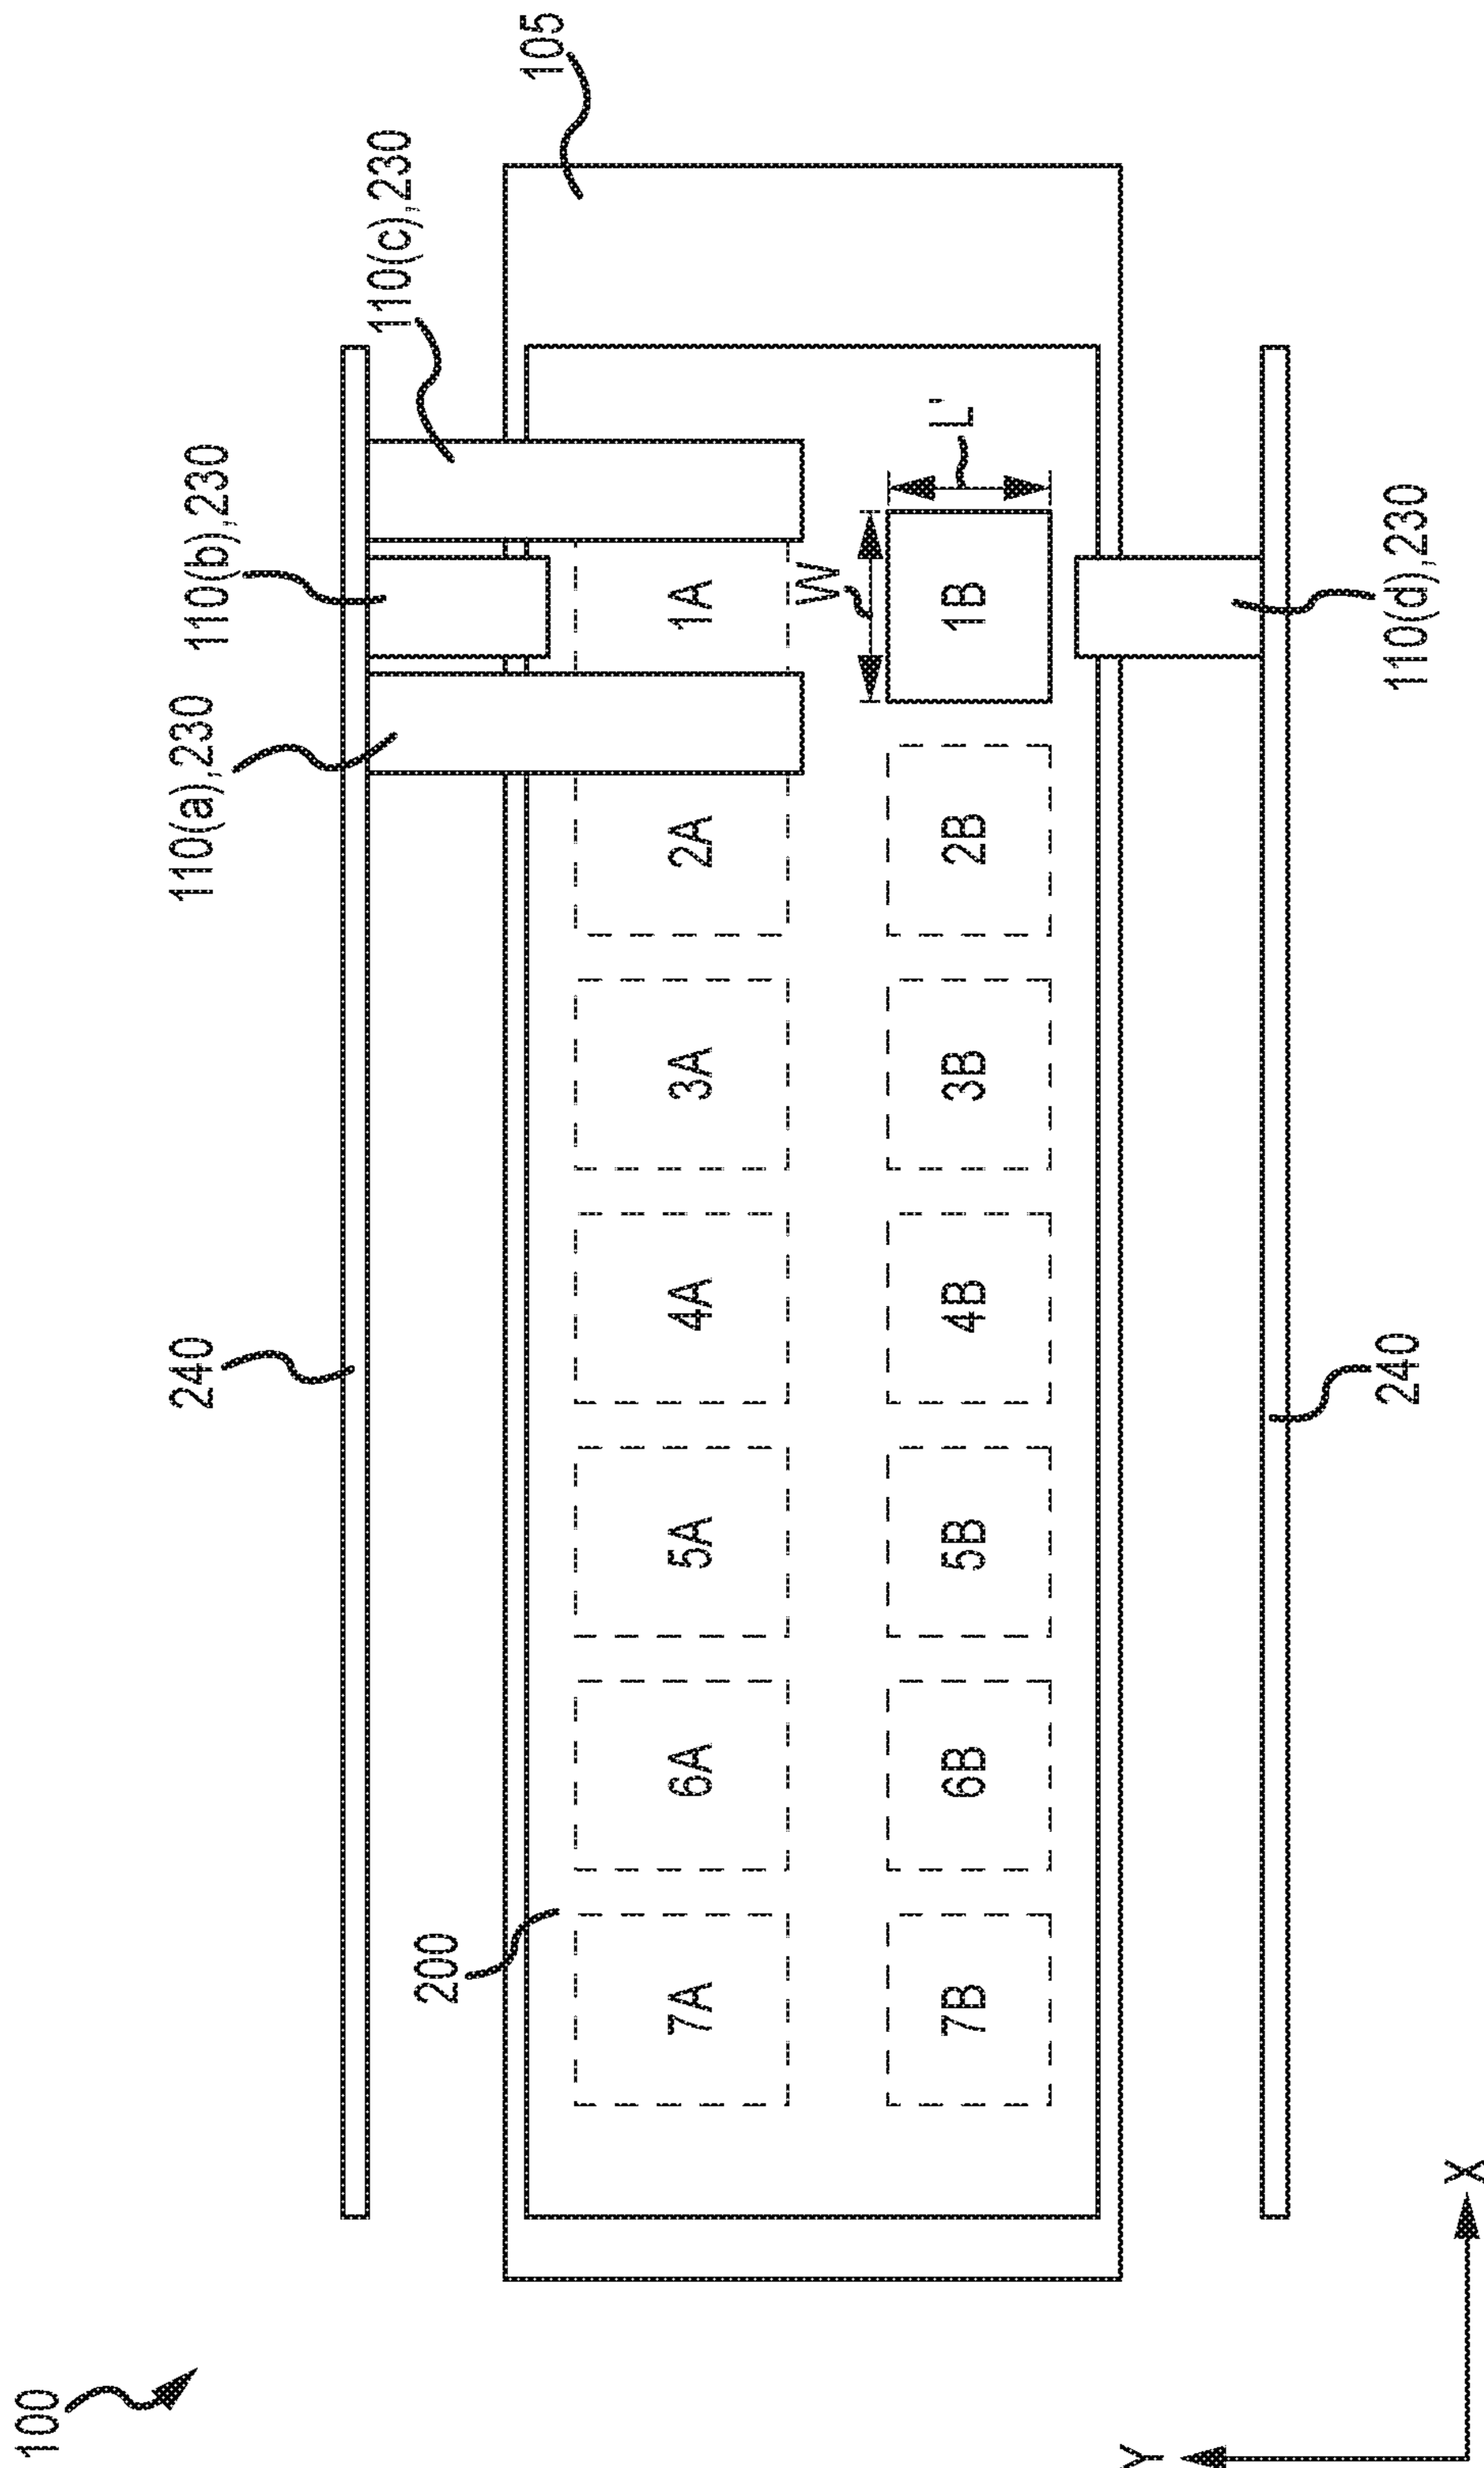 100
240
110(a),230
110(b),230
110(c),230
200
105
7A
6A
5A
4A
3A
2A
1A
W
L'
7B
6B
5B
4B
3B
2B
1B
Y
240
110(d),230
X